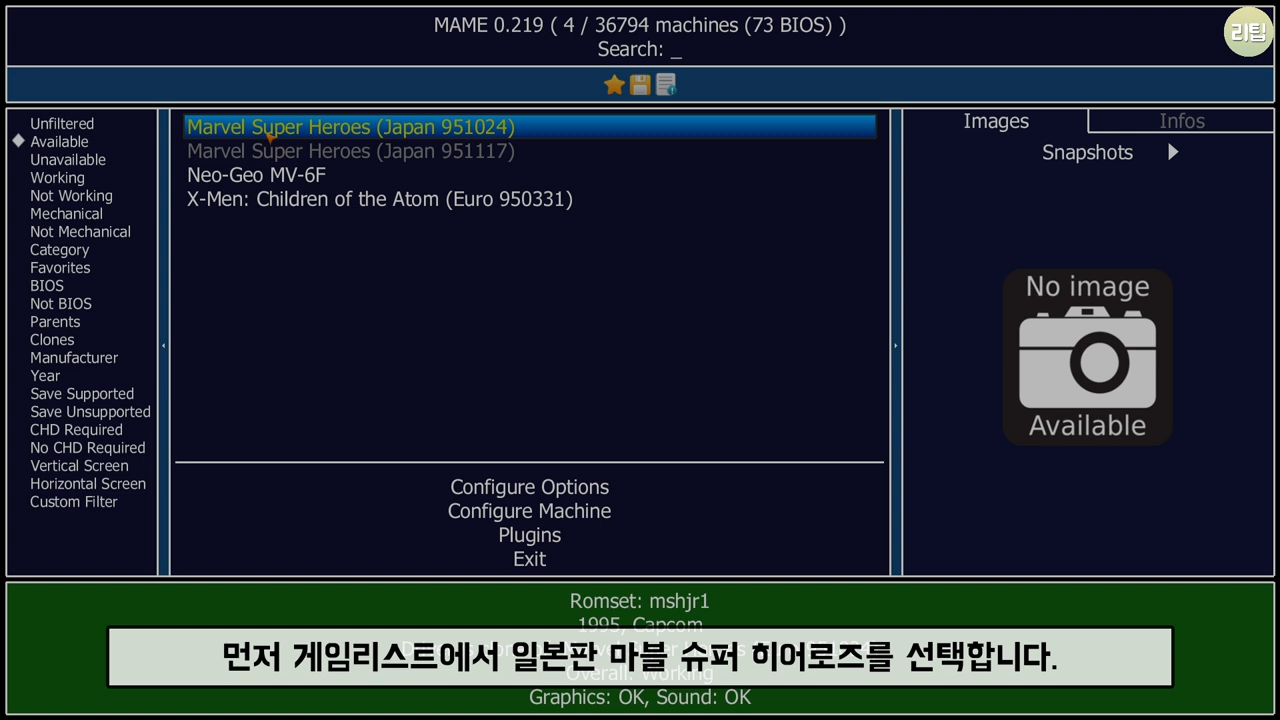 MAME 0.219 ( 4 / 36794 machines (73 BIOS) )
Search: _
리팁
Unfiltered
Available
Unavailable
Working
Not Working
Mechanical
Not Mechanical
Category
Favorites
BIOS
Not BIOS
Parents
Clones
Manufacturer
Year
Save Supported
Save Unsupported
CHD Required
No CHD Required
Vertical Screen
Horizontal Screen
Custom Filter
Marvel Super Heroes (Japan 951024)
Marvel Super Heroes (Japan 951117)
Neo-Geo MV-6F
X-Men: Children of the Atom (Euro 950331)
Configure Options
Configure Machine
Plugins
Exit
Images
Infos
Snapshots
No image
Available
Romset: mshjr1
1995, Capcom
먼저 게임리스트에서 일본판 마블 슈퍼 히어로즈를 선택합니다.
Overall: Working
Graphics: OK, Sound: OK